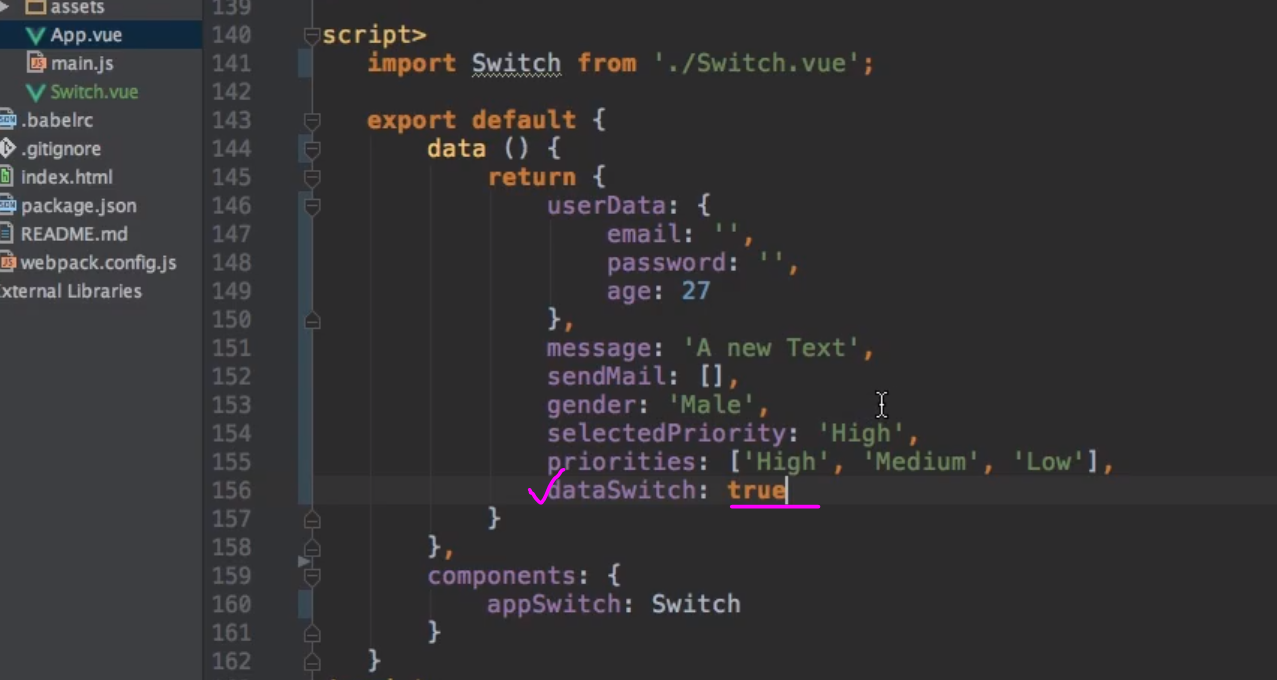 assets
App.vue
main.js
Switch.vue
.babelrc
.gitignore
index.html
package.json
README.md
webpack.config.js
External Libraries
139
140 script>
141 import Switch from './Switch.vue';
142
143 export default {
144 data () {
145 return {
146 userData: {
147 email: '',
148 password: '',
149 age: 27
150 },
151 message: 'A new Text',
152 sendMail: [],
153 gender: 'Male',
154 selectedPriority: 'High',
155 priorities: ['High', 'Medium', 'Low'],
156 dataSwitch: true
157 }
158 },
159 components: {
160 appSwitch: Switch
161 }
162 }